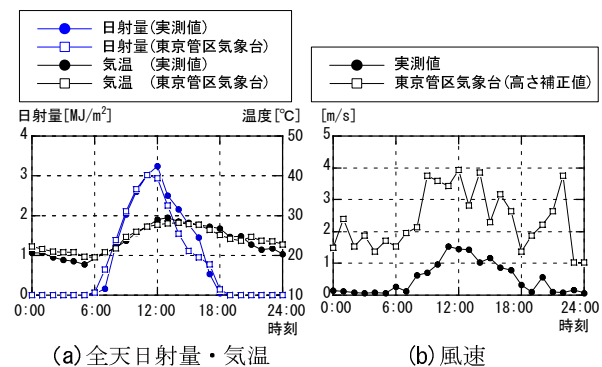 日射量(実測値)
日射量(東京管区気象台)
気温 (実測値)
気温 (東京管区気象台)
日射量[MJ/m²]
温度[℃]
4
3
2
1
0
50
40
30
20
10
0:00 6:00 12:00 18:00 24:00
時刻
(a)全天日射量・気温
実測値
東京管区気象台(高さ補正値)
[m/s]
5
4
3
2
1
0
0:00 6:00 12:00 18:00 24:00
時刻
(b)風速